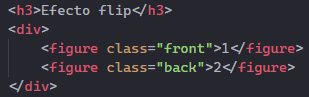 <h3>Efecto flip</h3>
<div>
    <figure class="front">1</figure>
    <figure class="back">2</figure>
</div>